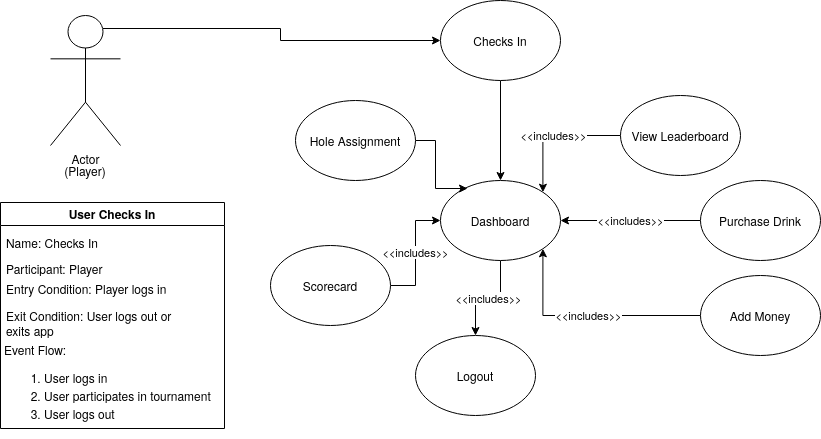 Checks In
Hole Assignment
<<includes>>
View Leaderboard
Actor
(Player)
User Checks In
Name: Checks In
Participant: Player
Entry Condition: Player logs in
Exit Condition: User logs out or
exits app
Event Flow:
1. User logs in
2. User participates in tournament
3. User logs out
Dashboard
<<includes>>
Purchase Drink
<<includes>>
Scorecard
<<includes>>
<<includes>>
Add Money
Logout